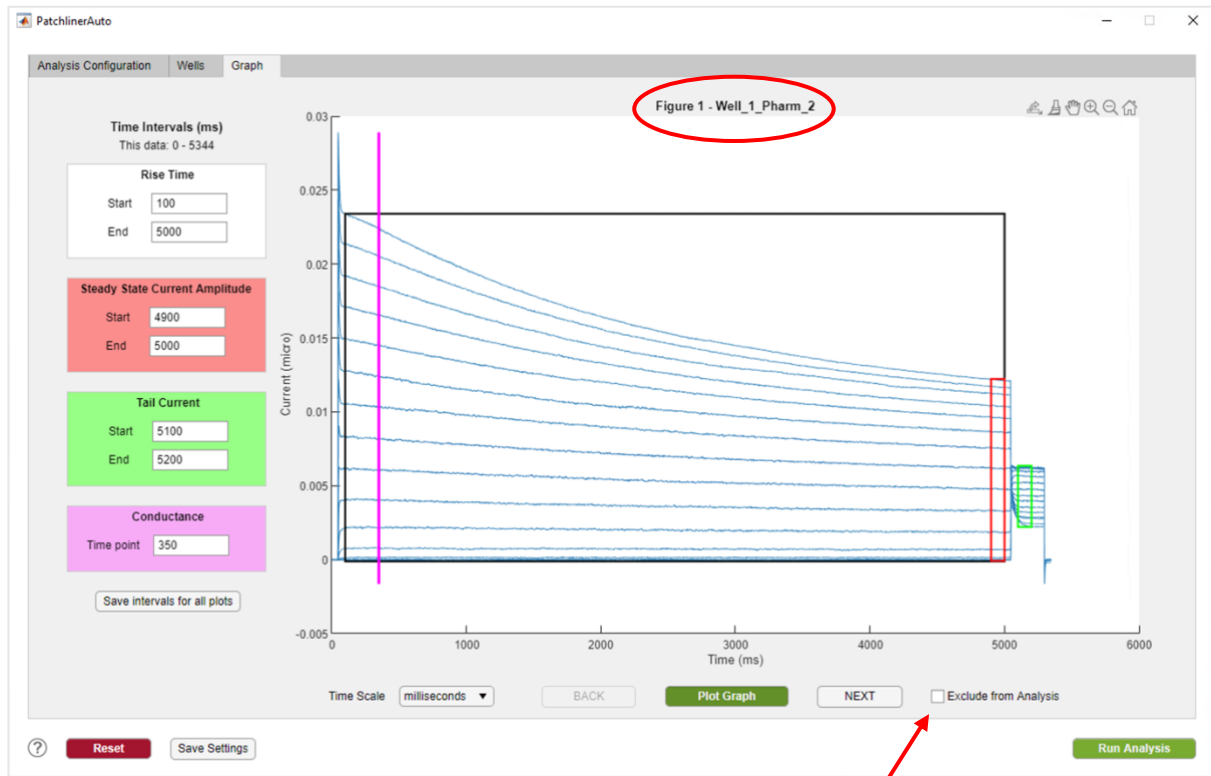 PatchlinerAuto
Analysis Configuration Wells Graph
Time Intervals (ms)
This data: 0 - 5344
Rise Time
Start 100
End 5000
Steady State Current Amplitude
Start 4900
End 5000
Tail Current
Start 5100
End 5200
Conductance
Time point 350
Save intervals for all plots
Figure 1 - Well_1_Pharm_2
0.03
0.025
0.02
0.015
0.01
0.005
0
-0.005
Current (micro)
0 1000 2000 3000 4000 5000 6000
Time (ms)
Time Scale milliseconds BACK Plot Graph NEXT Exclude from Analysis
? Reset Save Settings Run Analysis